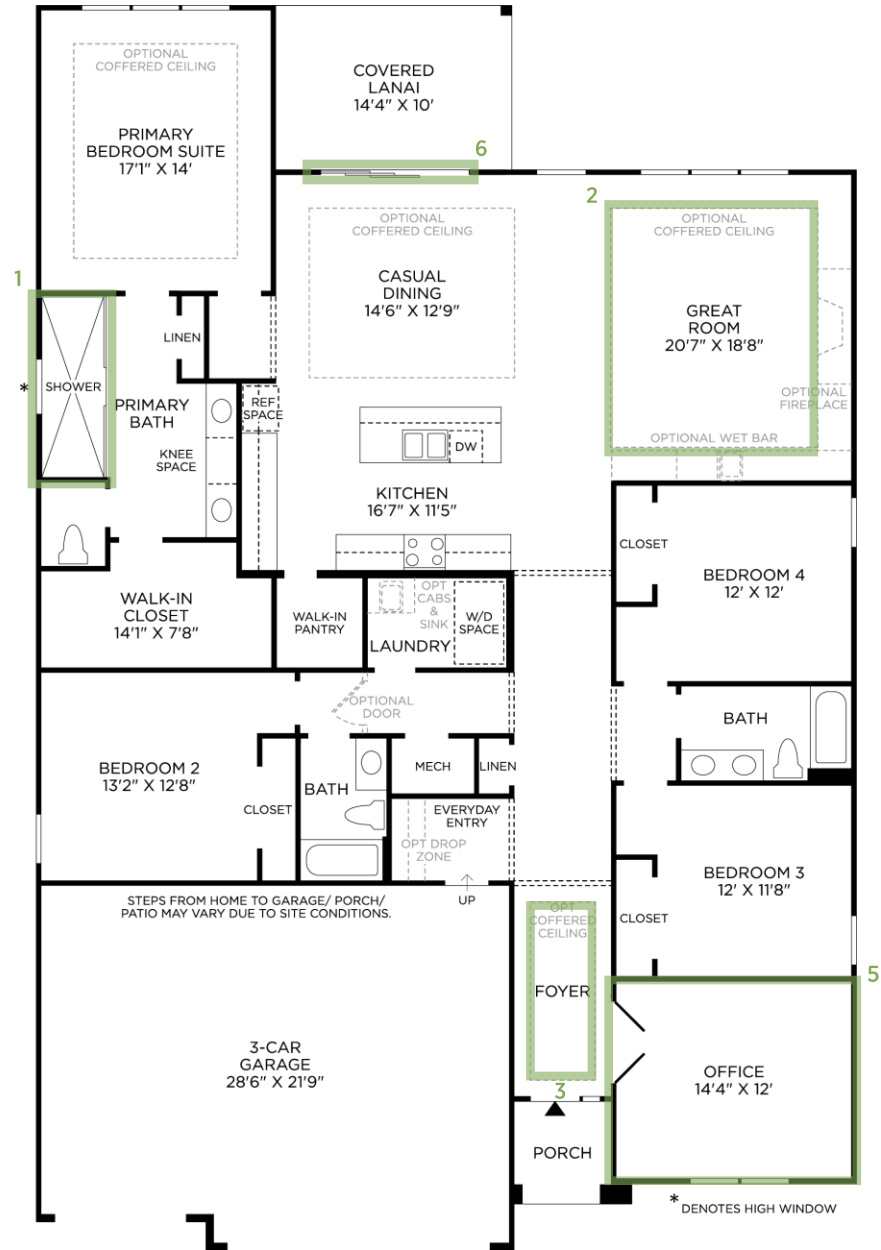 OPTIONAL
COFFERED CEILING
PRIMARY
BEDROOM SUITE
17'1" X 14'
COVERED
LANAI
14'4" X 10'
6
2
OPTIONAL
COFFERED CEILING
CASUAL
DINING
14'6" X 12'9"
OPTIONAL
COFFERED CEILING
GREAT
ROOM
20'7" X 18'8"
OPTIONAL
FIREPLACE
OPTIONAL WET BAR
1
LINEN
*
SHOWER
PRIMARY
BATH
KNEE
SPACE
REF
SPACE
DW
KITCHEN
16'7" X 11'5"
CLOSET
BEDROOM 4
12' X 12'
WALK-IN
CLOSET
14'1" X 7'8"
WALK-IN
PANTRY
OPT
CABS
&
SINK
W/D
SPACE
LAUNDRY
OPTIONAL
DOOR
BATH
BEDROOM 2
13'2" X 12'8"
CLOSET
BATH
MECH
LINEN
EVERYDAY
ENTRY
OPT DROP
ZONE
UP
BEDROOM 3
12' X 11'8"
CLOSET
STEPS FROM HOME TO GARAGE/ PORCH/
PATIO MAY VARY DUE TO SITE CONDITIONS.
OPT
COFFERED
CEILING
FOYER
3
5
3-CAR
GARAGE
28'6" X 21'9"
OFFICE
14'4" X 12'
PORCH
* DENOTES HIGH WINDOW